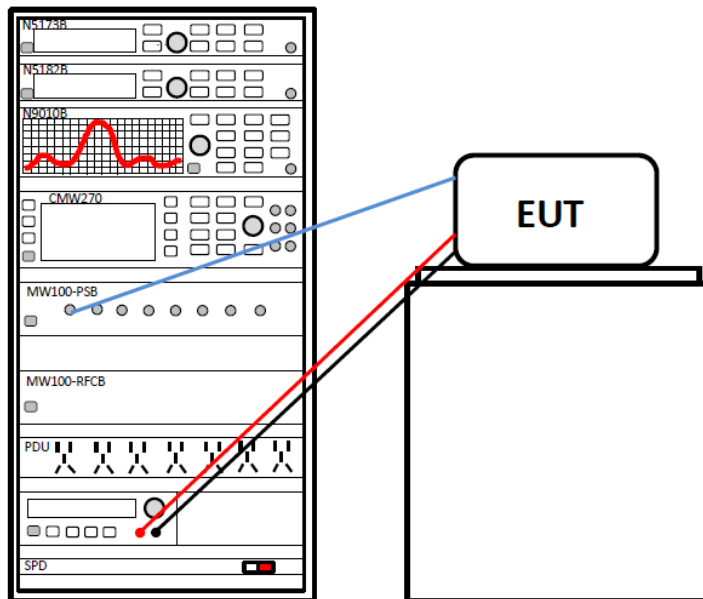 N5173B
N5182B
N9010B
CMW270
EUT
MW100-PSB
MW100-RFCB
PDU
SPD